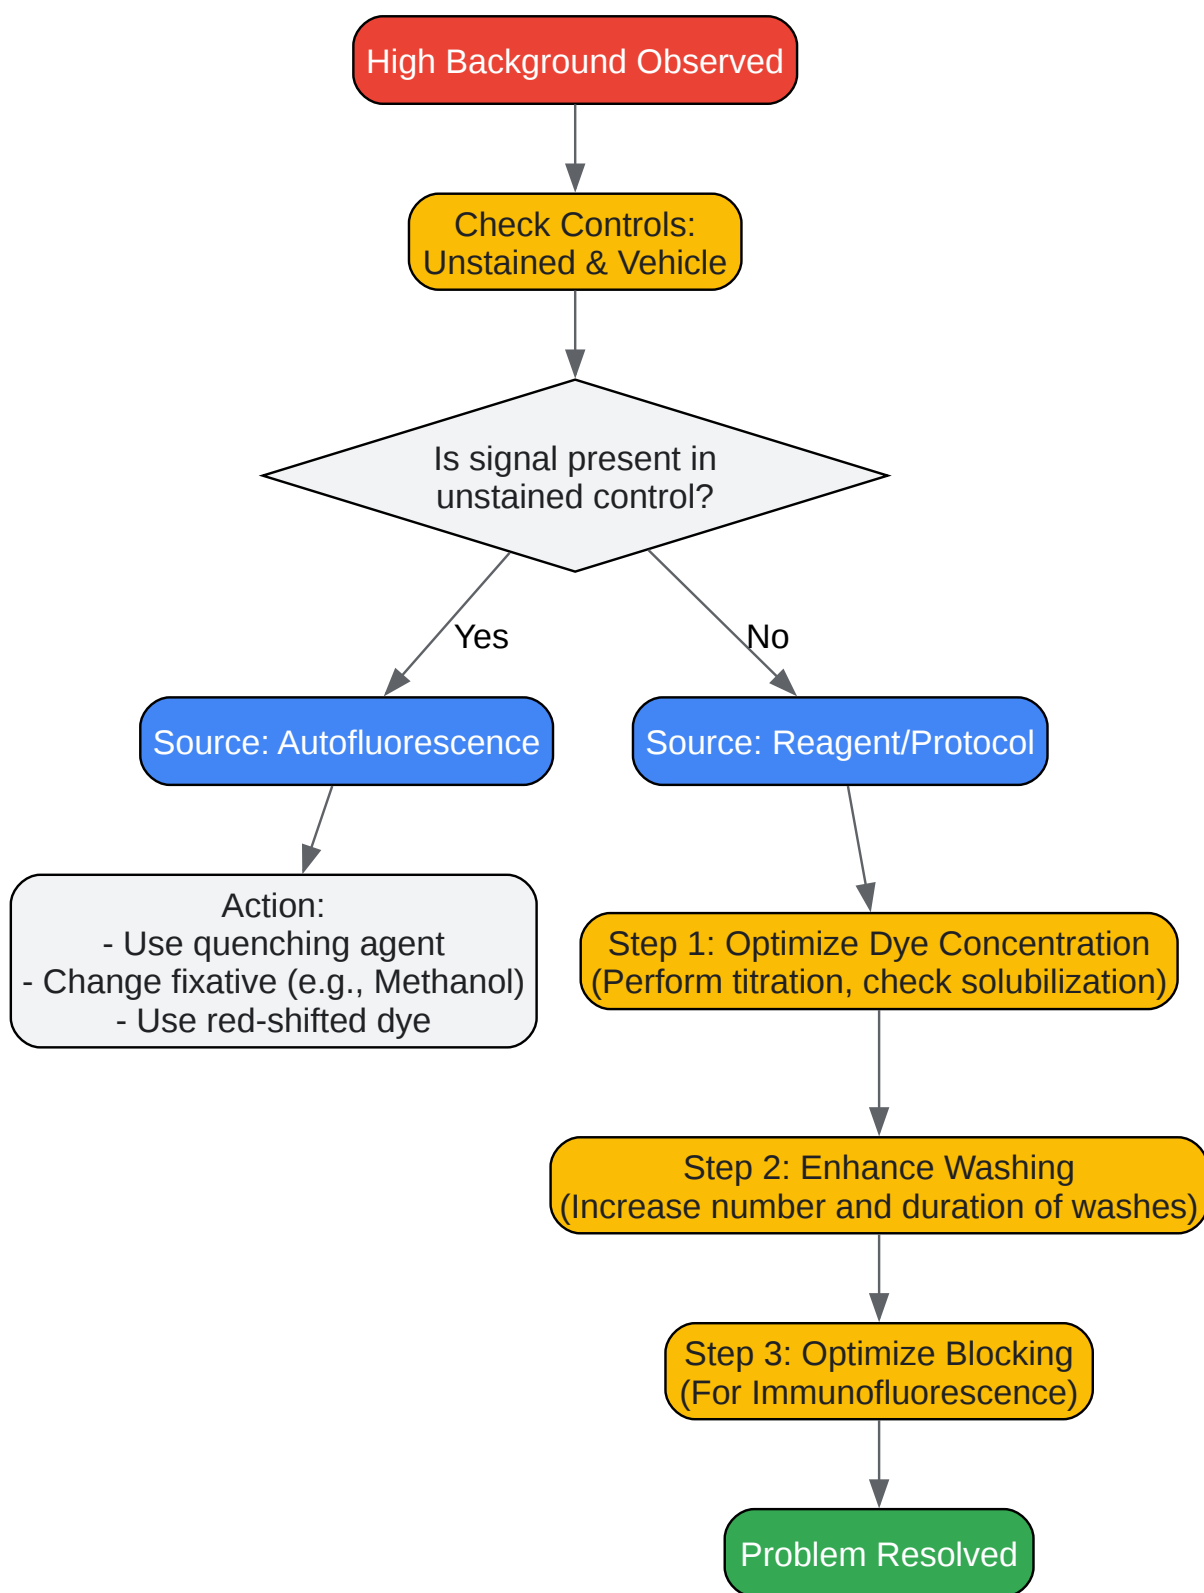 High Background Observed
Check Controls:
Unstained & Vehicle
Is signal present in
unstained control?
Yes
No
Source: Autofluorescence
Source: Reagent/Protocol
Action:
- Use quenching agent
- Change fixative (e.g., Methanol)
- Use red-shifted dye
Step 1: Optimize Dye Concentration
(Perform titration, check solubilization)
Step 2: Enhance Washing
(Increase number and duration of washes)
Step 3: Optimize Blocking
(For Immunofluorescence)
Problem Resolved